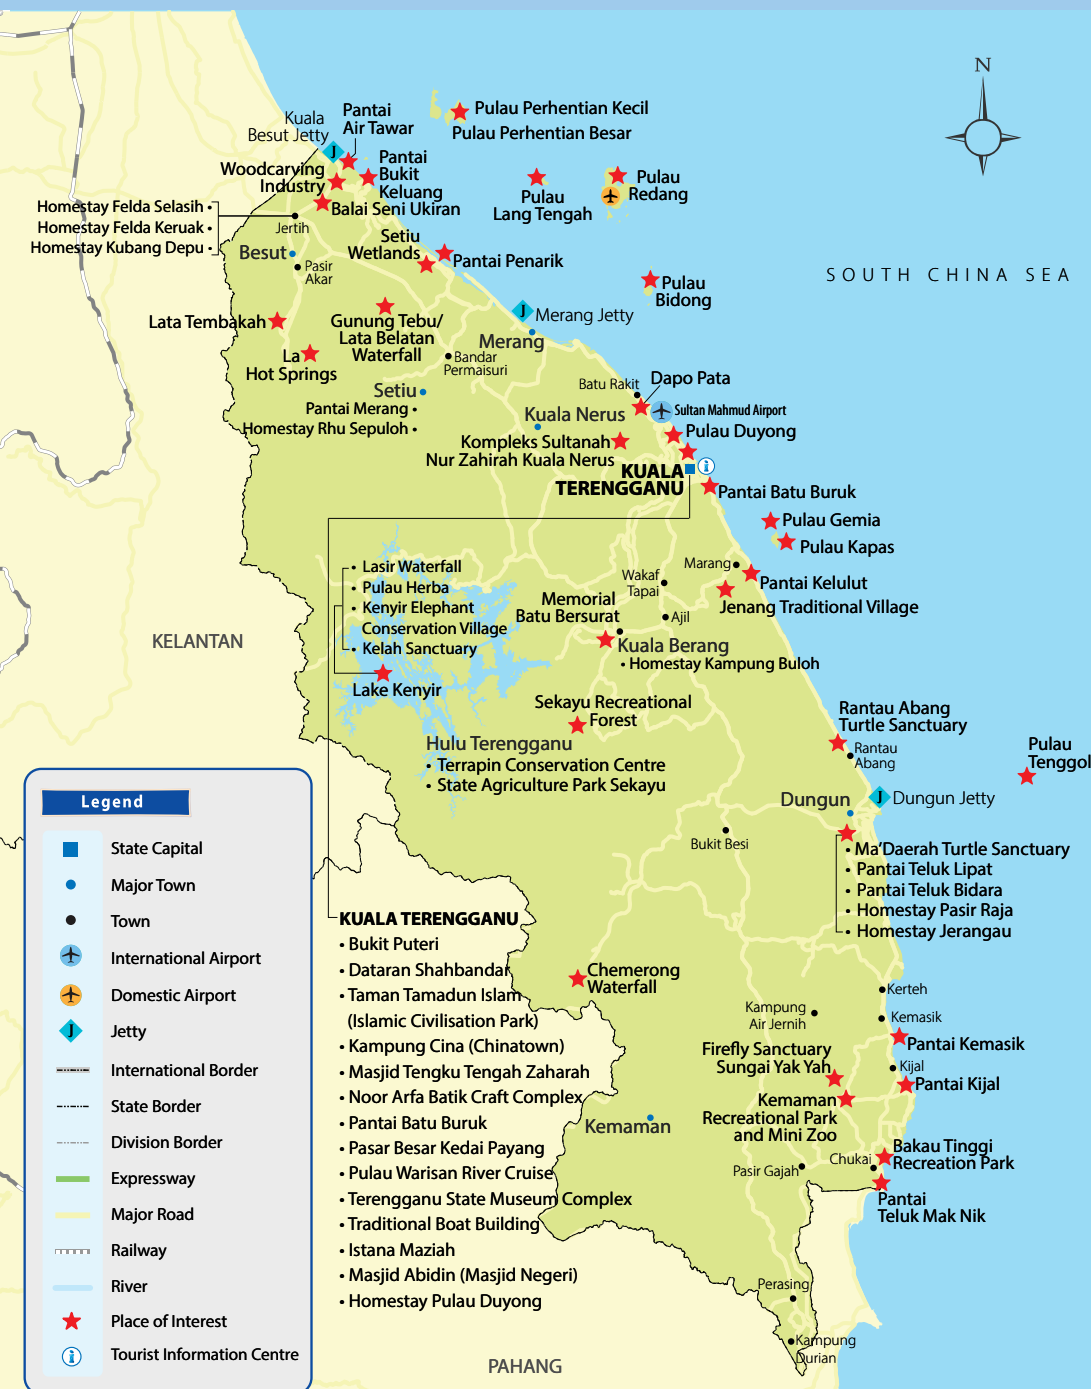 N
Kuala
Besut Jetty
J
Pantai
Air Tawar
Pulau Perhentian Kecil
Pulau Perhentian Besar
Woodcarying
Industry
Pantai
Bukit
Keluang
Balai Seni Ukiran
Pulau
Lang Tengah
Pulau
Redang
Homestay Felda Selasih •
Homestay Felda Keruak •
Homestay Kubang Depu •
Jertih
Besut
Pasir
Akar
Setiu
Wetlands
Pantai Penarik
SOUTH CHINA SEA
Pulau
Bidong
J
Merang Jetty
Merang
Lata Tembakah
Gunung Tebu/
Lata Belatan
Waterfall
La
Hot Springs
Bandar
Permaisuri
Setiu
Pantai Merang •
Homestay Rhu Sepuloh •
Batu Rakit
Dapo Pata
Sultan Mahmud Airport
Kuala Nerus
Pulau Duyong
Kompleks Sultanah
Nur Zahirah Kuala Nerus
KUALA
TERENGGANU
i
Pantai Batu Buruk
Pulau Gemia
Pulau Kapas
Marang
Pantai Kelulut
Jenang Traditional Village
Wakaf
Tapai
Ajil
Memorial
Batu Bersurat
Kuala Berang
• Homestay Kampung Buloh
• Lasir Waterfall
• Pulau Herba
• Kenyir Elephant
Conservation Village
• Kelah Sanctuary
Lake Kenyir
KELANTAN
Sekayu Recreational
Forest
Hulu Terengganu
• Terrapin Conservation Centre
• State Agriculture Park Sekayu
Rantau Abang
Turtle Sanctuary
Rantau
Abang
Pulau
Tenggol
Dungun
J
Dungun Jetty
Bukit Besi
• Ma'Daerah Turtle Sanctuary
• Pantai Teluk Lipat
• Pantai Teluk Bidara
• Homestay Pasir Raja
• Homestay Jerangau
Chemerong
Waterfall
Kerteh
Kampung
Air Jernih
Kemasik
Pantai Kemasik
Firefly Sanctuary
Sungai Yak Yah
Kijal
Pantai Kijal
Kemaman
Recreational Park
and Mini Zoo
Kemaman
Bakau Tinggi
Recreation Park
Chukai
Pasir Gajah
Pantai
Teluk Mak Nik
Perasing
Kampung
Durian
PAHANG
KUALA TERENGGANU
• Bukit Puteri
• Dataran Shahbandar
• Taman Tamadun Islam
(Islamic Civilisation Park)
• Kampung Cina (Chinatown)
• Masjid Tengku Tengah Zaharah
• Noor Arfa Batik Craft Complex
• Pantai Batu Buruk
• Pasar Besar Kedai Payang
• Pulau Warisan River Cruise
• Terengganu State Museum Complex
• Traditional Boat Building
• Istana Maziah
• Masjid Abidin (Masjid Negeri)
• Homestay Pulau Duyong
Legend
State Capital
Major Town
Town
International Airport
Domestic Airport
J
Jetty
International Border
State Border
Division Border
Expressway
Major Road
Railway
River
Place of Interest
i
Tourist Information Centre